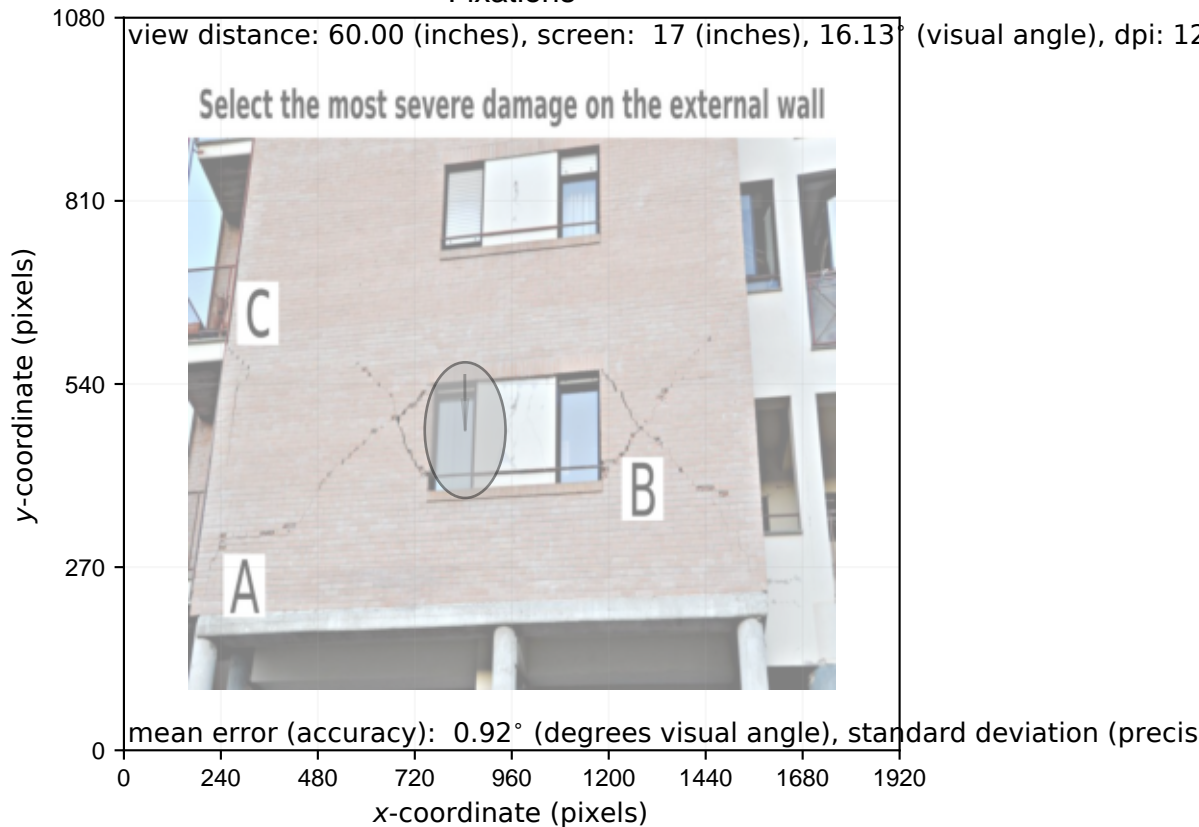 Fixations
1080
view distance: 60.00 (inches), screen: 17 (inches), 16.13° (visual angle), dpi: 12
Select the most severe damage on the external wall
810
C
540
B
270
A
mean error (accuracy): 0.92° (degrees visual angle), standard deviation (precis
0
0 240 480 720 960 1200 1440 1680 1920
x-coordinate (pixels)
y-coordinate (pixels)